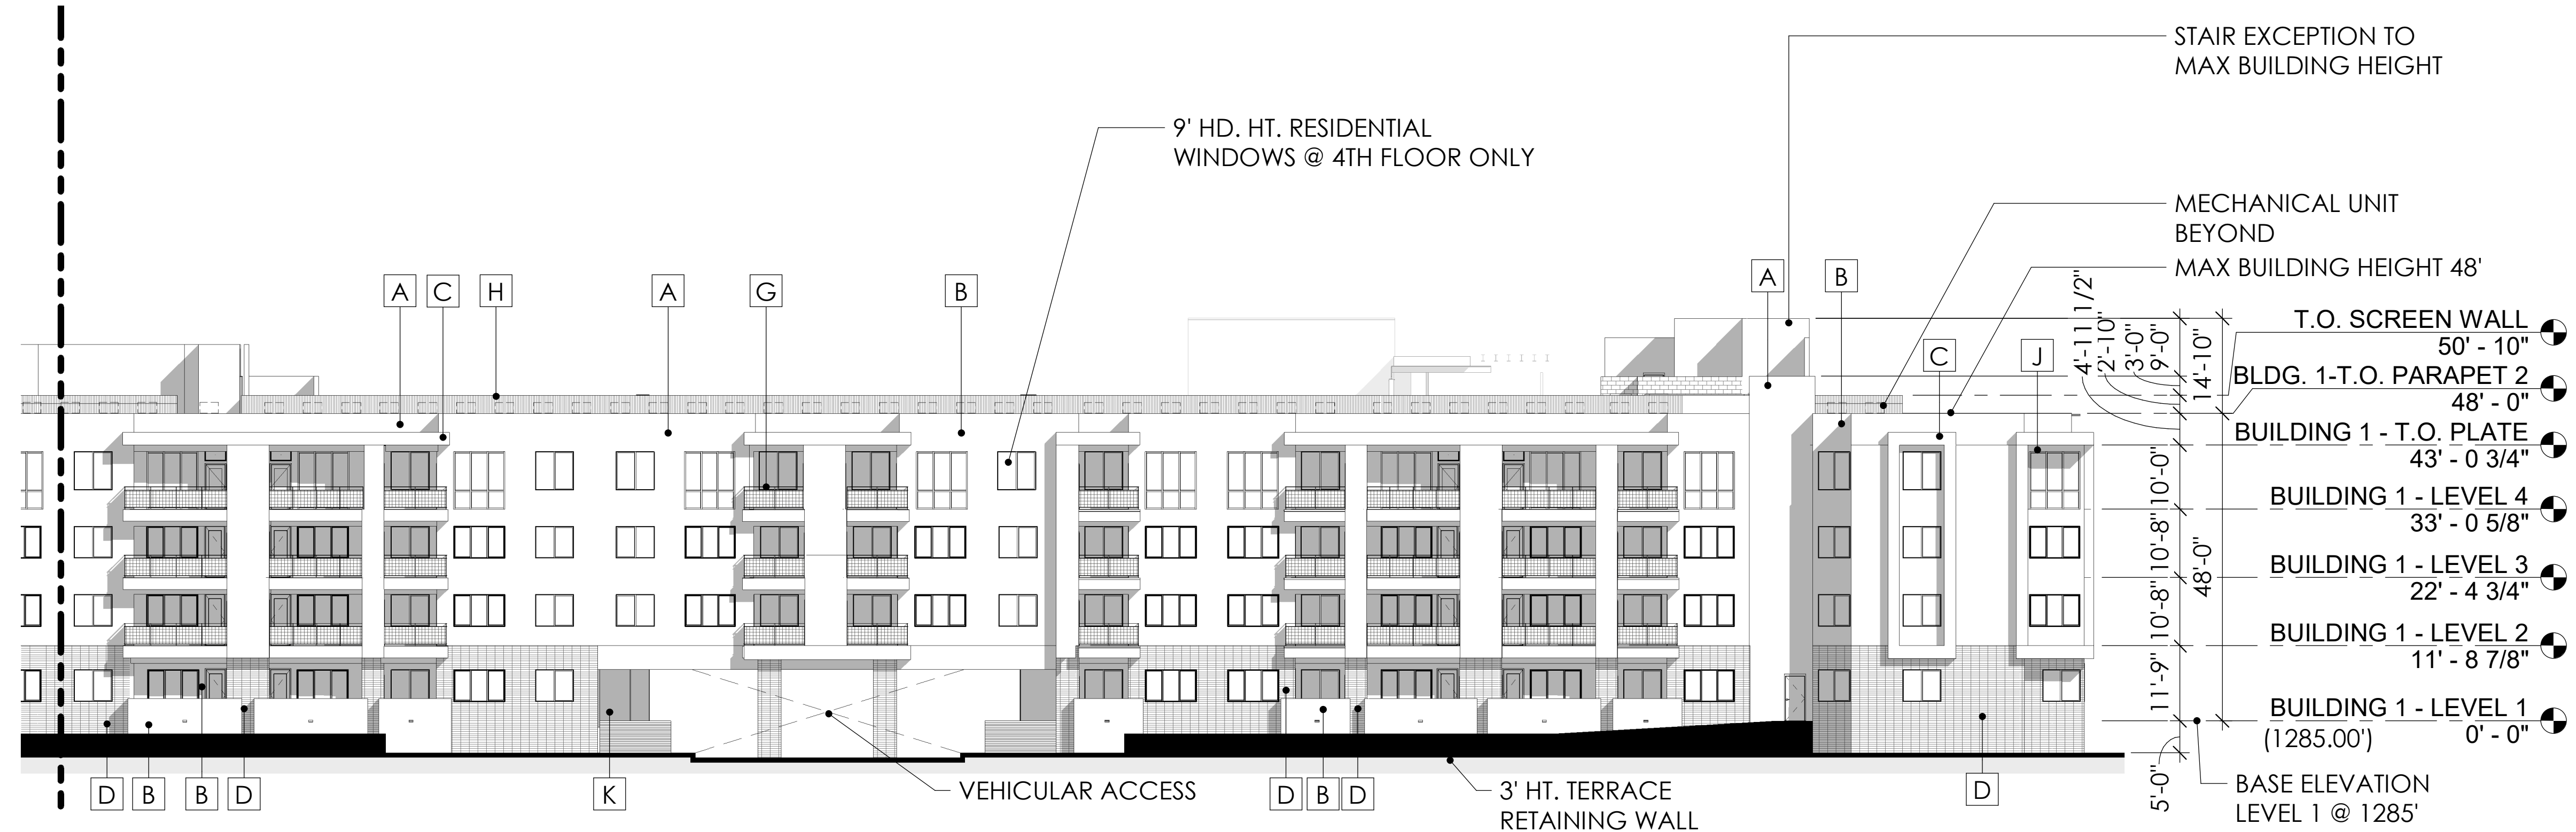 STAIR EXCEPTION TO
MAX BUILDING HEIGHT
9' HD. HT. RESIDENTIAL
WINDOWS @ 4TH FLOOR ONLY
MECHANICAL UNIT
BEYOND
MAX BUILDING HEIGHT 48'
A
C
H
A
G
B
A
B
C
J
4'-11 1/2"
2'-10"
3'-0"
9'-0"
14'-10"
T.O. SCREEN WALL
50' - 10"
BLDG. 1-T.O. PARAPET 2
48' - 0"
BUILDING 1 - T.O. PLATE
43' - 0 3/4"
10'-0"
BUILDING 1 - LEVEL 4
33' - 0 5/8"
10'-8"
48'-0"
BUILDING 1 - LEVEL 3
22' - 4 3/4"
10'-8"
BUILDING 1 - LEVEL 2
11' - 8 7/8"
11'-9"
BUILDING 1 - LEVEL 1
(1285.00') 0' - 0"
5'-0"
BASE ELEVATION
LEVEL 1 @ 1285'
D
B
B
D
K
VEHICULAR ACCESS
D
B
D
3' HT. TERRACE
RETAINING WALL
D